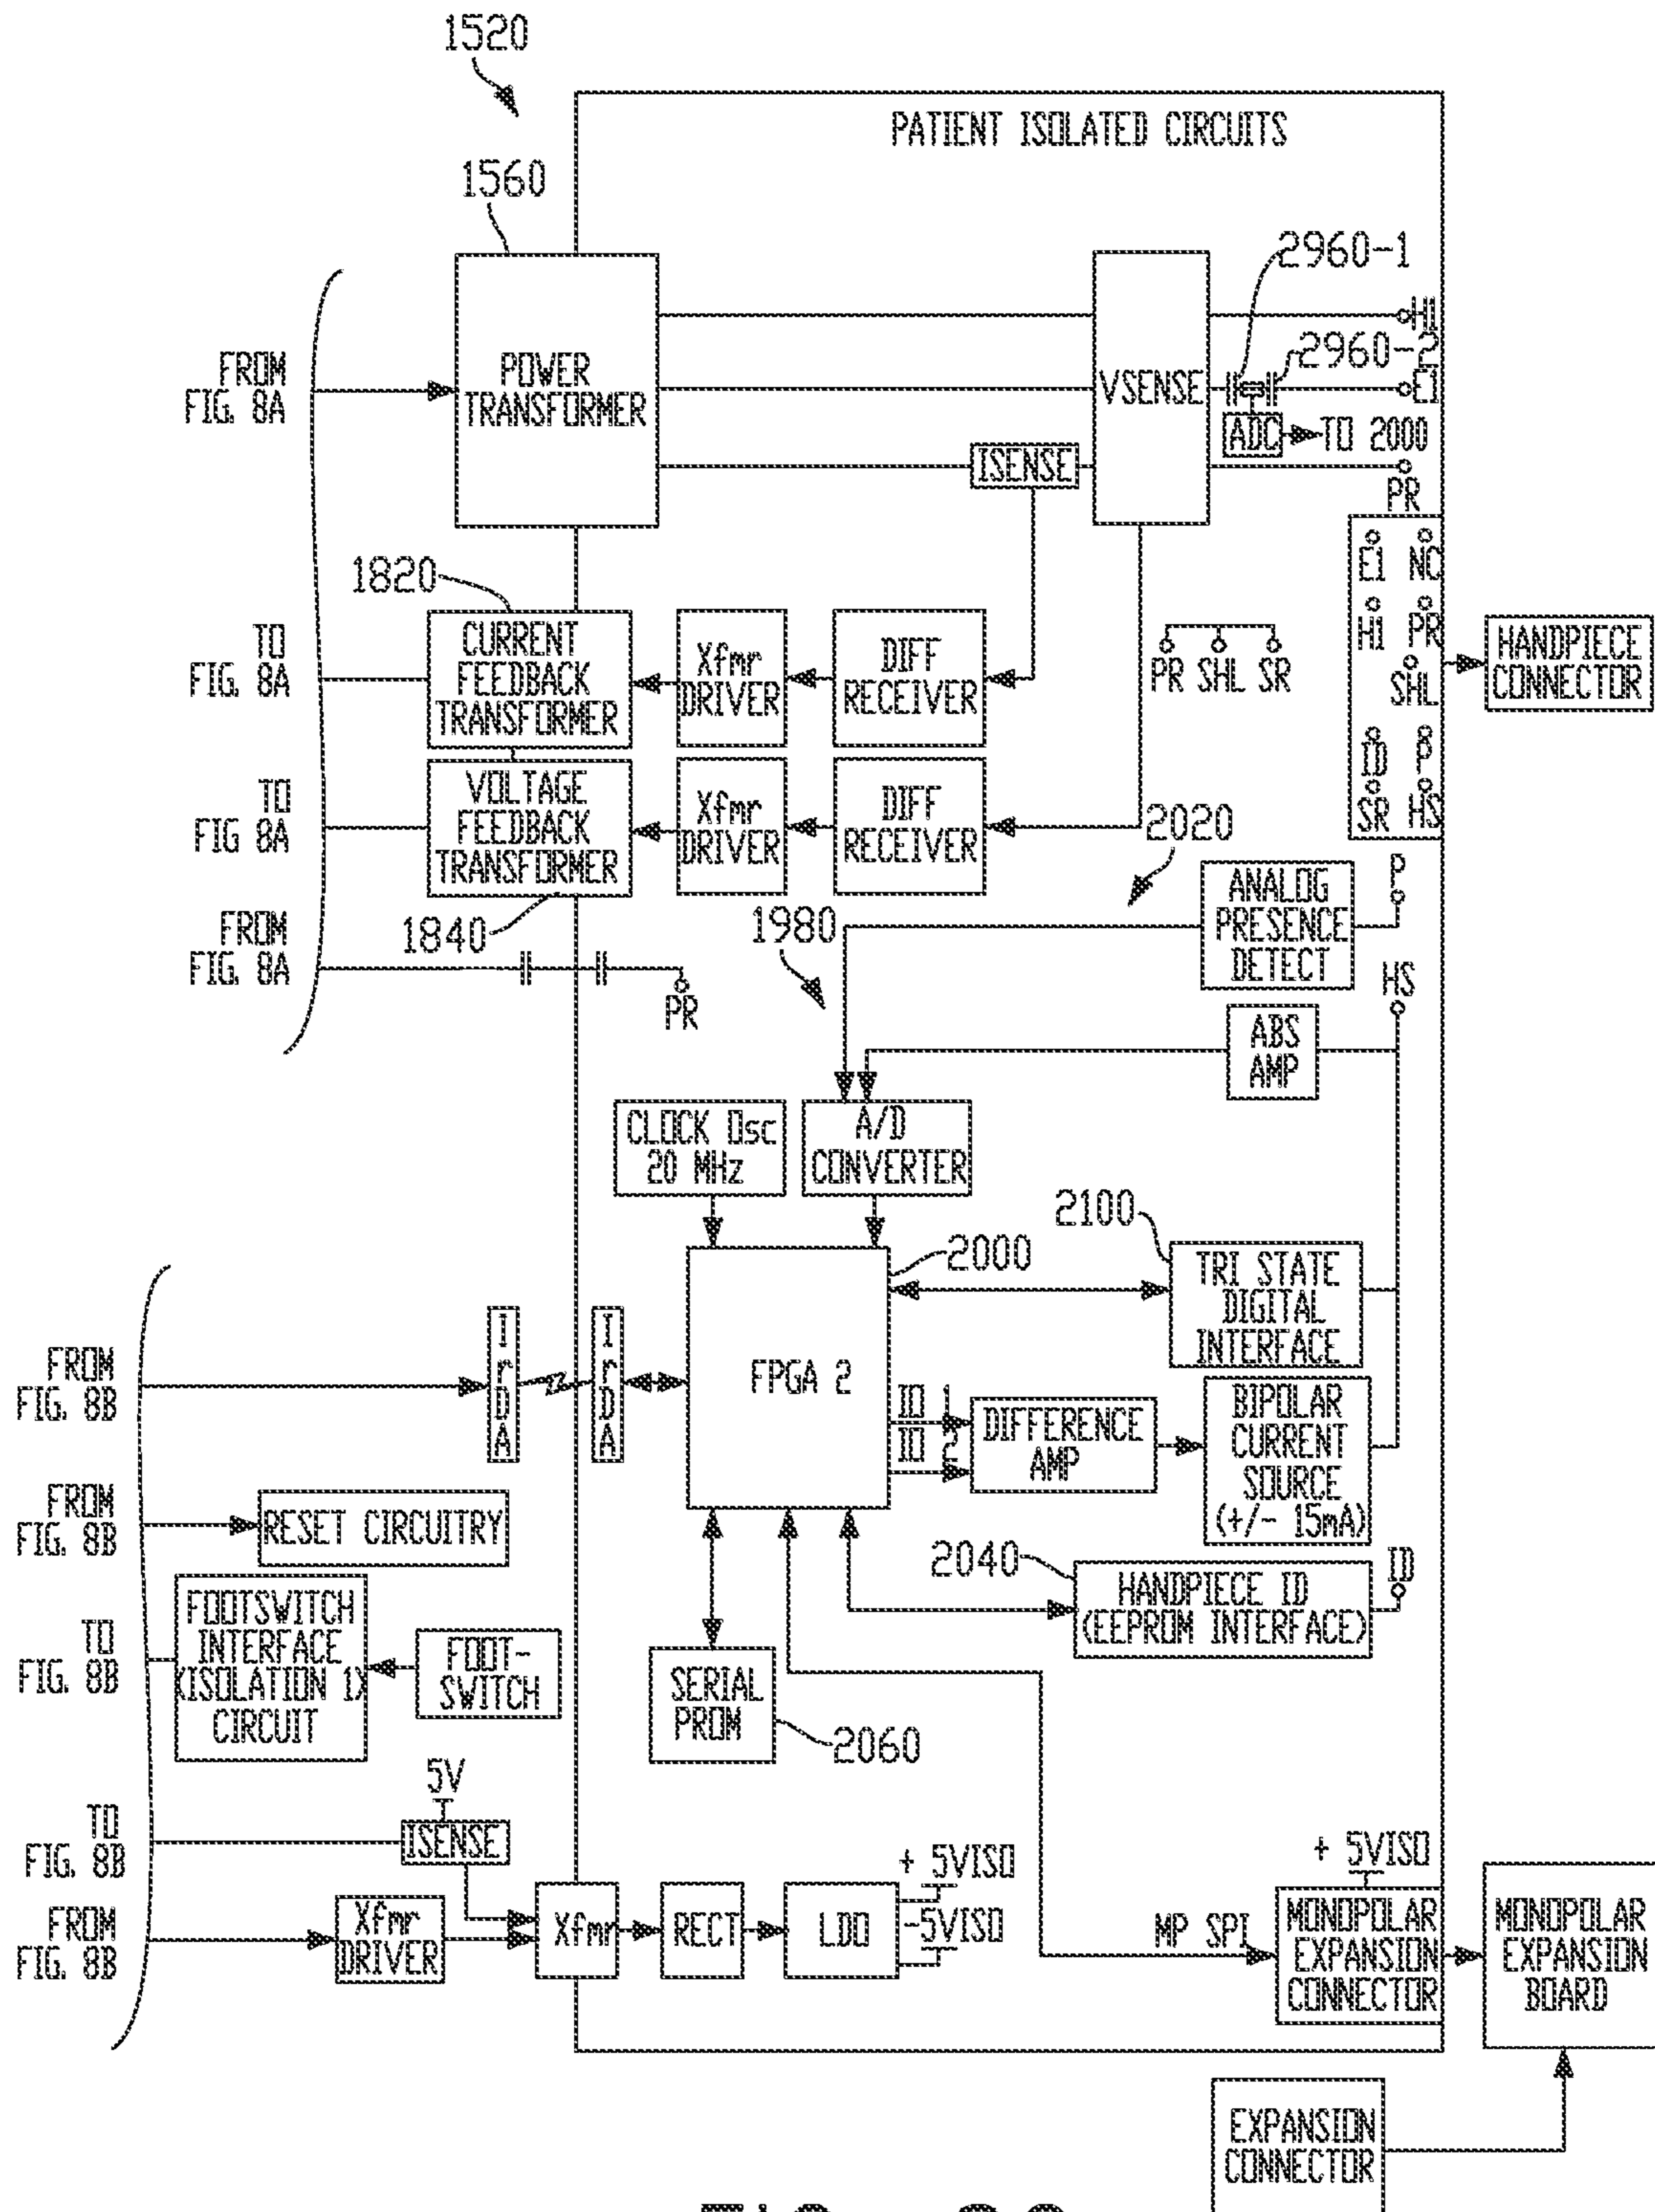 1520
PATIENT ISOLATED CIRCUITS
1560
2960-1
H1
2960-2
FROM
FIG. 8A
POWER
TRANSFORMER
VSENSE
E1
ADC
TO 2000
ISENSE
PR
1820
E1 NC
H1 PR
SHL
ID P
SR HS
HANDPIECE
CONNECTOR
TO
FIG. 8A
CURRENT
FEEDBACK
TRANSFORMER
Xfmr
DRIVER
DIFF
RECEIVER
PR SHL SR
TO
FIG 8A
VOLTAGE
FEEDBACK
TRANSFORMER
Xfmr
DRIVER
DIFF
RECEIVER
2020
P
ANALOG
PRESENCE
DETECT
1840
1980
FROM
FIG. 8A
PR
HS
ABS
AMP
CLOCK Osc
20 MHz
A/D
CONVERTER
2100
2000
TRI STATE
DIGITAL
INTERFACE
FROM
FIG. 8B
IrDA
IrDA
FPGA 2
IO 1
IO 2
DIFFERENCE
AMP
BIPOLAR
CURRENT
SOURCE
(+/- 15mA)
FROM
FIG. 8B
RESET CIRCUITRY
2040
HANDPIECE ID
(EEPROM INTERFACE)
ID
TO
FIG. 8B
FOOTSWITCH
INTERFACE
(ISOLATION 1)
CIRCUIT
FOOT-
SWITCH
SERIAL
PROM
2060
5V
TO
FIG. 8B
ISENSE
+ 5VISO
-5VISO
+ 5VISO
FROM
FIG. 8B
Xfmr
DRIVER
Xfmr
RECT
LDO
MP SPI
MONOPOLAR
EXPANSION
CONNECTOR
MONOPOLAR
EXPANSION
BOARD
EXPANSION
CONNECTOR